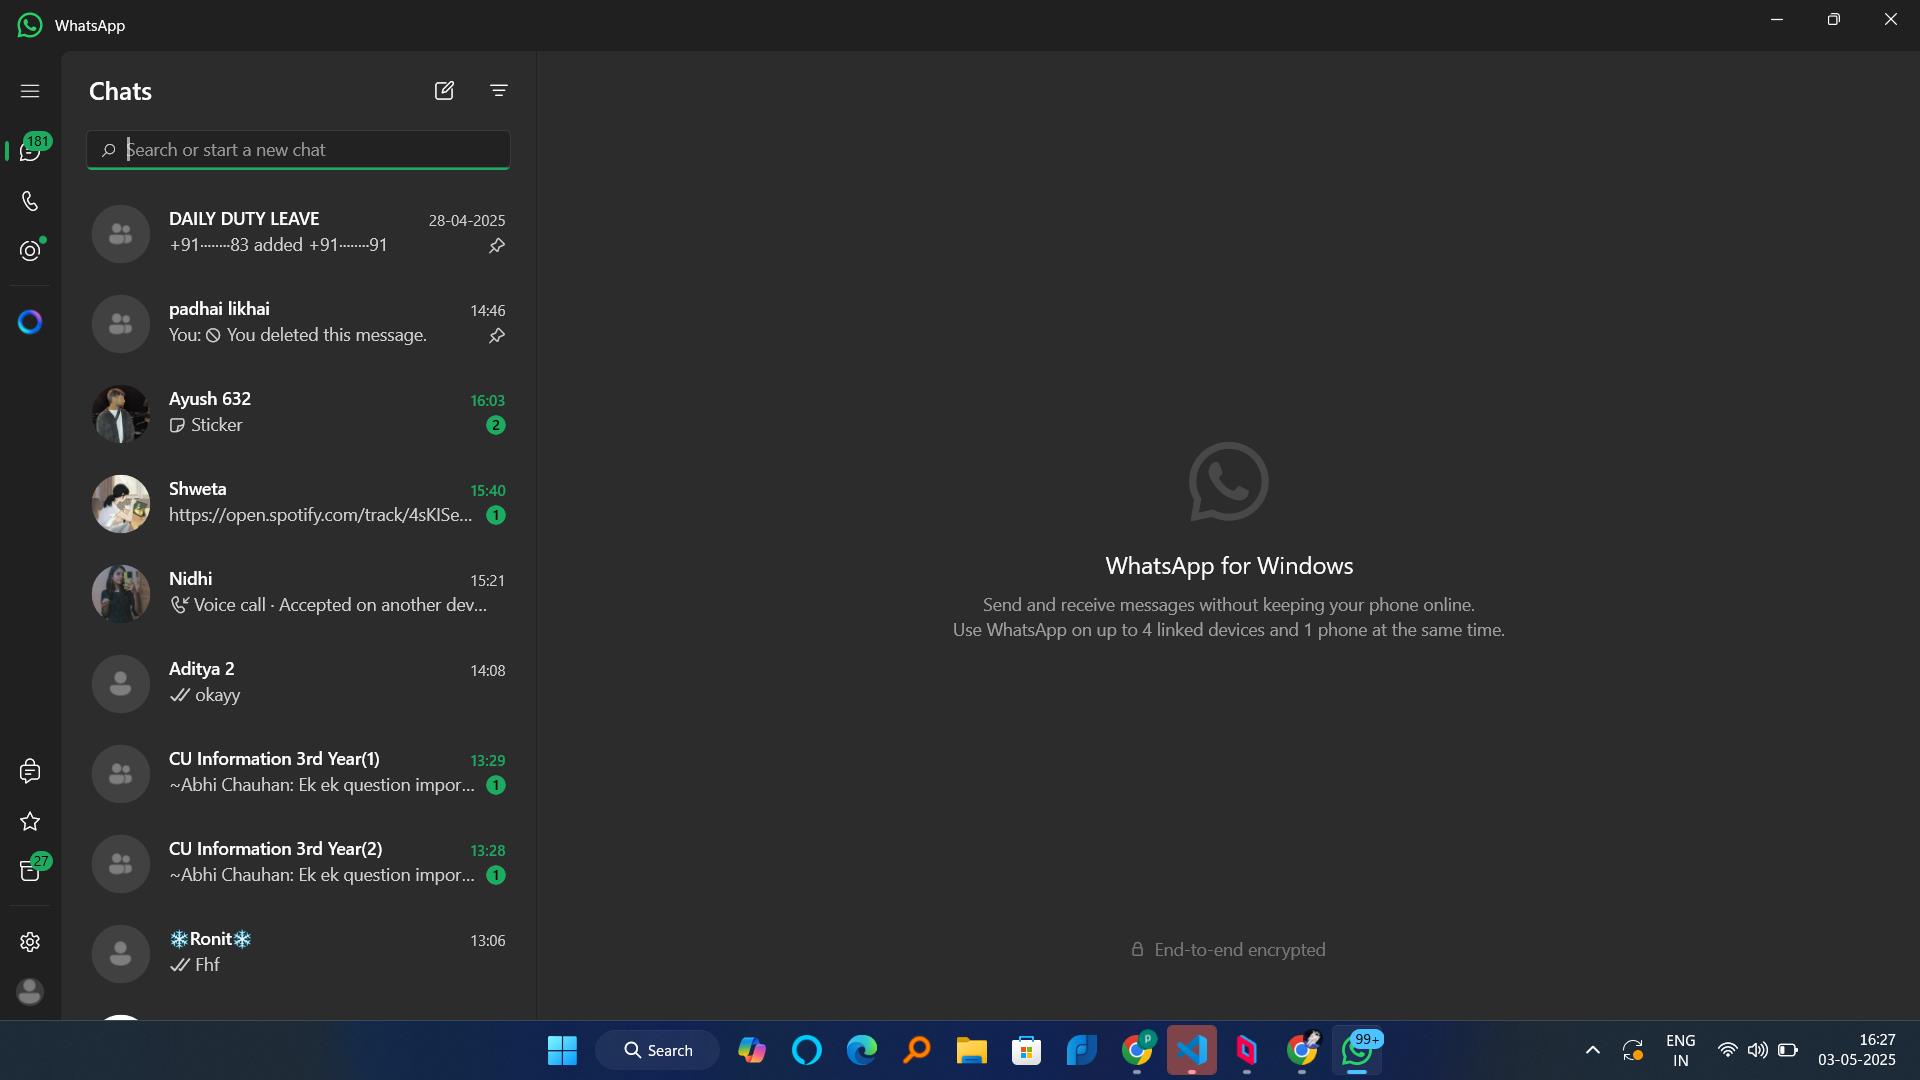 WhatsApp
Chats
181
Search or start a new chat
DAILY DUTY LEAVE
28-04-2025
+91········83 added +91········91
padhai likhai
14:46
You: You deleted this message.
Ayush 632
16:03
Sticker
2
Shweta
15:40
https://open.spotify.com/track/4sKlSe...
1
Nidhi
15:21
Voice call · Accepted on another dev...
Aditya 2
14:08
okayy
CU Information 3rd Year(1)
13:29
~Abhi Chauhan: Ek ek question impor...
1
CU Information 3rd Year(2)
13:28
~Abhi Chauhan: Ek ek question impor...
1
27
❄️Ronit❄️
13:06
Fhf
WhatsApp for Windows
Send and receive messages without keeping your phone online.
Use WhatsApp on up to 4 linked devices and 1 phone at the same time.
End-to-end encrypted
Search
P
99+
ENG
IN
16:27
03-05-2025